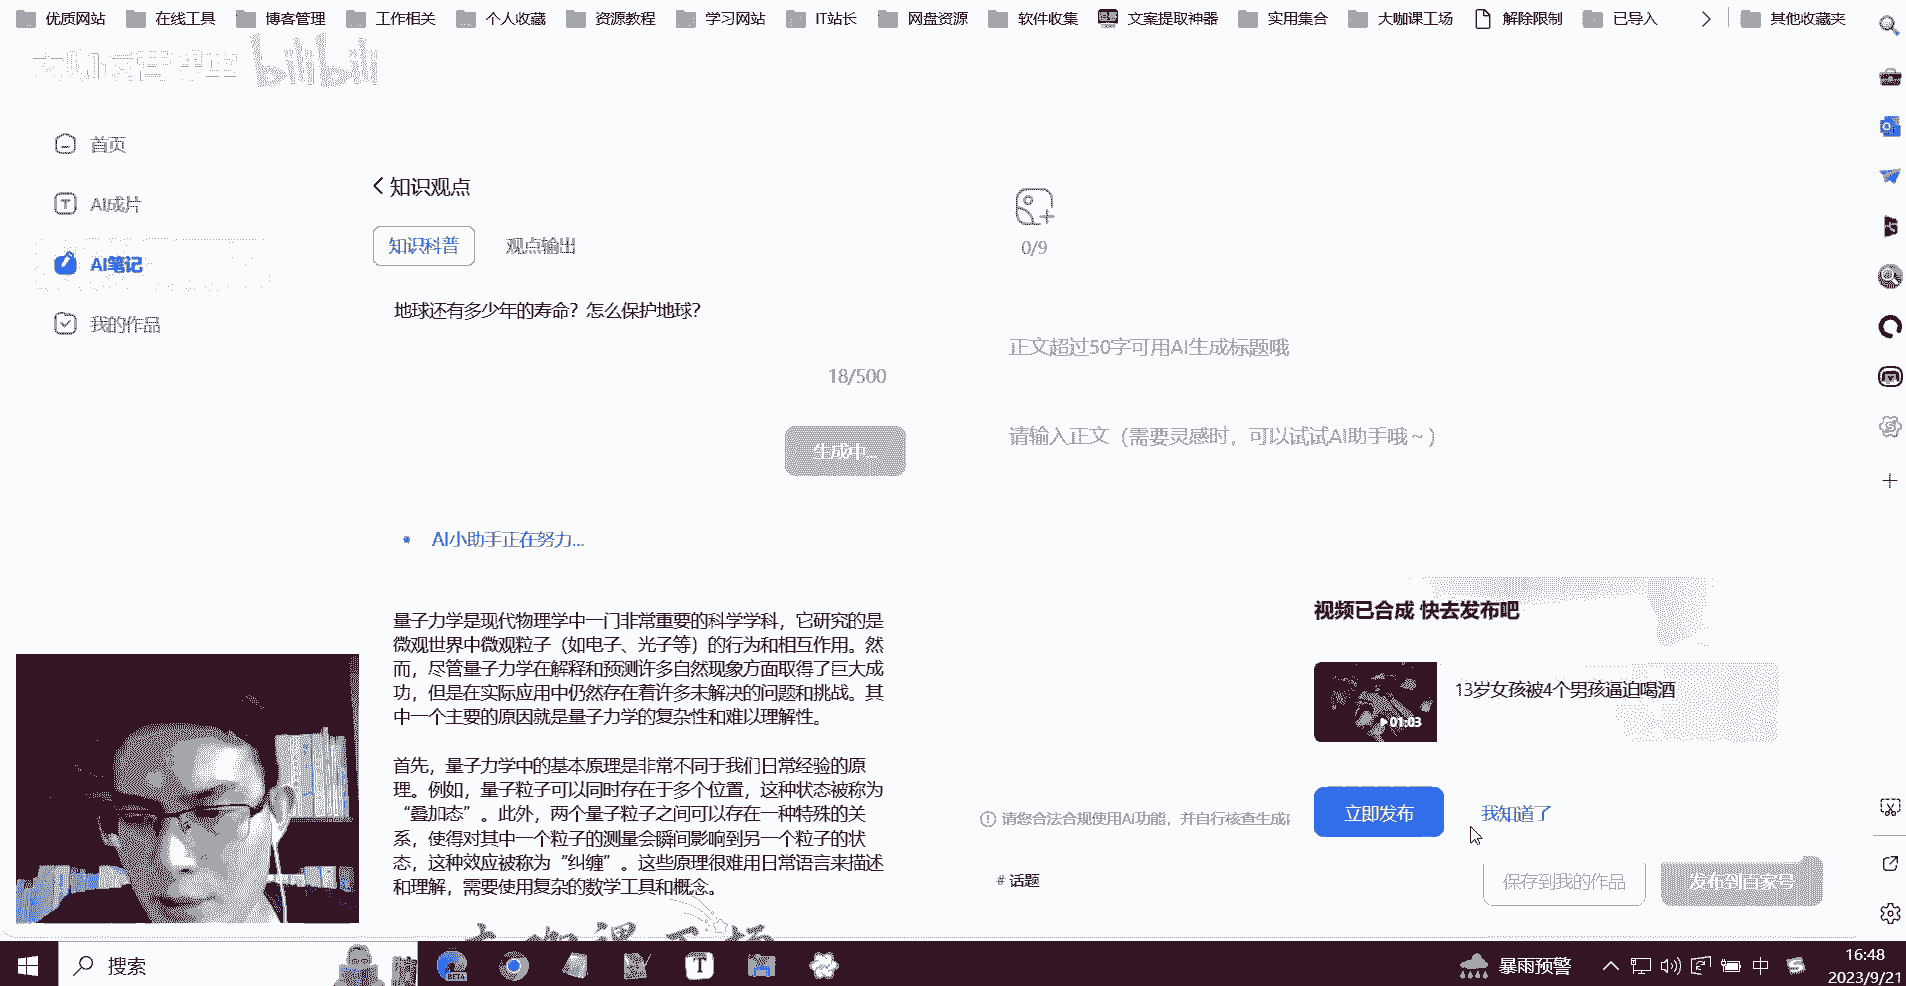 优质网站 在线工具 博客管理 工作相关 个人收藏 资源教程 学习网站 IT站长 网盘资源 软件收集 文案提取神器 实用集合 大咖课工场 解除限制 已导入 其他收藏夹
bilibili
首页
AI成片
AI笔记
我的作品
知识观点
知识科普 观点输出
地球还有多少年的寿命？怎么保护地球？
18/500
生成中...
AI小助手正在努力...
量子力学是现代物理学中一门非常重要的科学学科，它研究的是
微观世界中微观粒子（如电子、光子等）的行为和相互作用。然
而，尽管量子力学在解释和预测许多自然现象方面取得了巨大成
功，但是在实际应用中仍然存在着许多未解决的问题和挑战。其
中一个主要的原因就是量子力学的复杂性和难以理解性。
首先，量子力学中的基本原理是非常不同于我们日常经验的原
理。例如，量子粒子可以同时存在于多个位置，这种状态被称为
“叠加态”。此外，两个量子粒子之间可以存在一种特殊的关
系，使得对其中一个粒子的测量会瞬间影响到另一个粒子的状
态，这种效应被称为“纠缠”。这些原理很难用日常语言来描述
和理解，需要使用复杂的数学工具和概念。
0/9
正文超过50字可用AI生成标题哦
请输入正文（需要灵感时，可以试试AI助手哦～）
请您合法合规使用AI功能，并自行核查生成
# 话题
视频已合成 快去发布吧
01:03
13岁女孩被4个男孩逼迫喝酒
立即发布 我知道了
保存到我的作品 发布到百家号
搜索
BETA
T
暴雨预警
中
16:48
2023/9/21